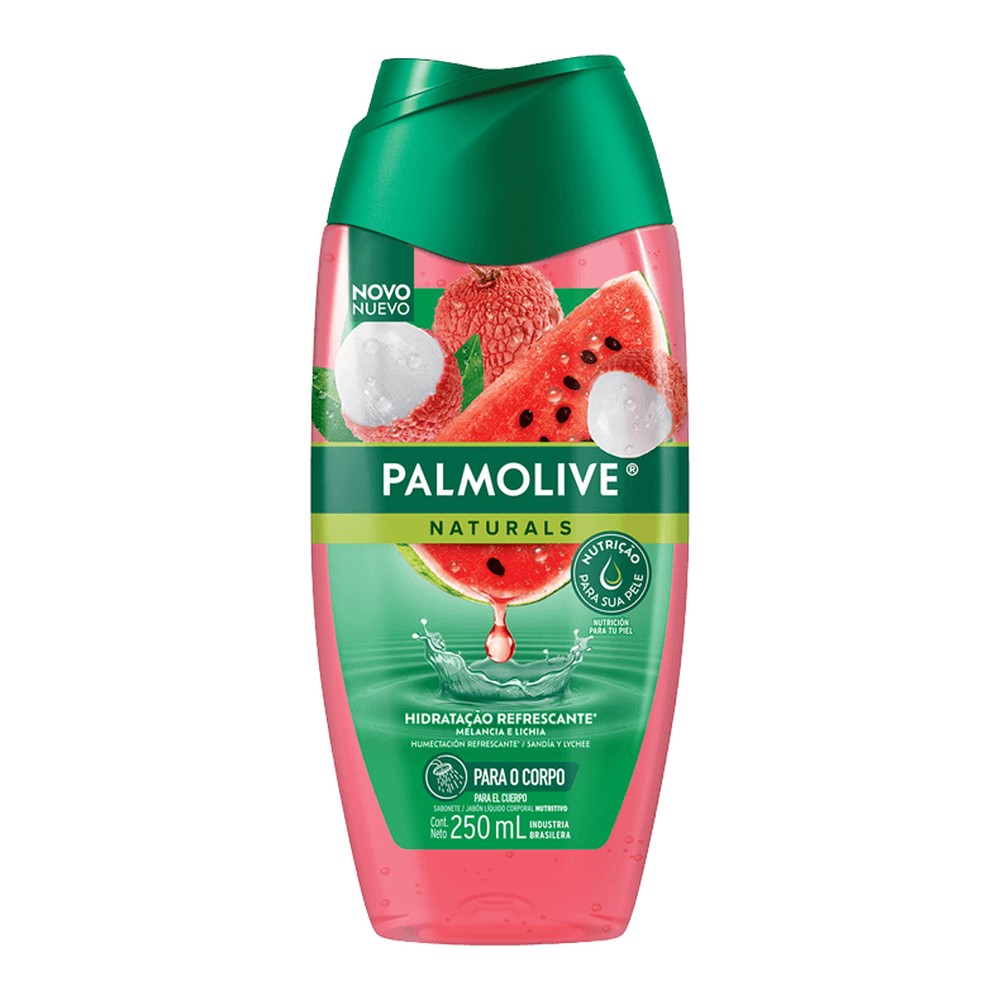 NOVO
NUEVO
PALMOLIVE®
NATURALS
NUTRIÇÃO
PARA SUA PELE
NUTRICIÓN
PARA TU PIEL
HIDRATAÇÃO REFRESCANTE*
MELANCIA E LICHIA
HUMECTACIÓN REFRESCANTE* / SANDÍA Y LYCHEE
PARA O CORPO
PARA EL CUERPO
SABONETE / JABÓN LÍQUIDO CORPORAL NUTRITIVO
Cont.
Neto 250 mL
INDUSTRIA
BRASILERA